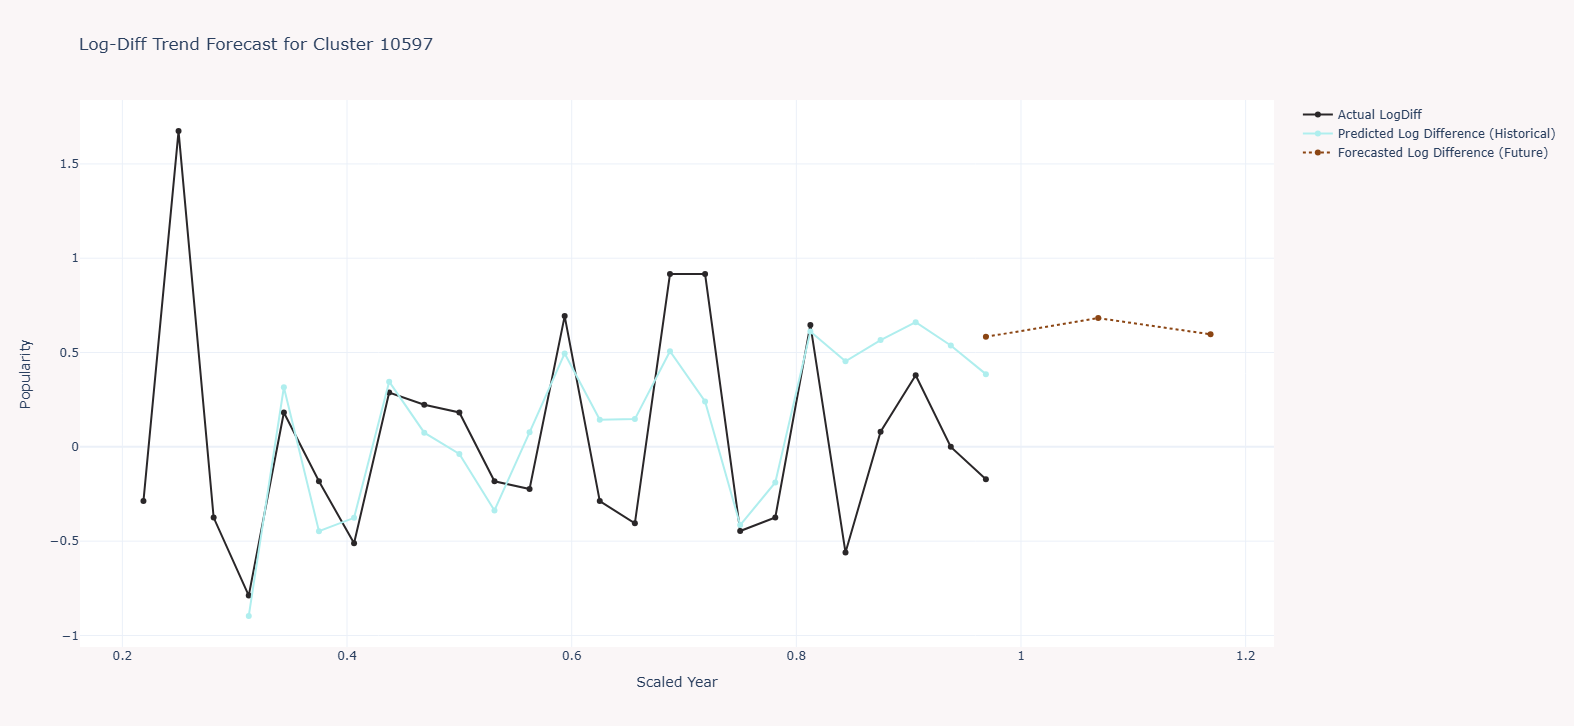 Log-Diff Trend Forecast for Cluster 10597
Actual LogDiff
Predicted Log Difference (Historical)
Forecasted Log Difference (Future)
Popularity
1.5
1
0.5
0
−0.5
−1
0.2
0.4
0.6
0.8
1
1.2
Scaled Year